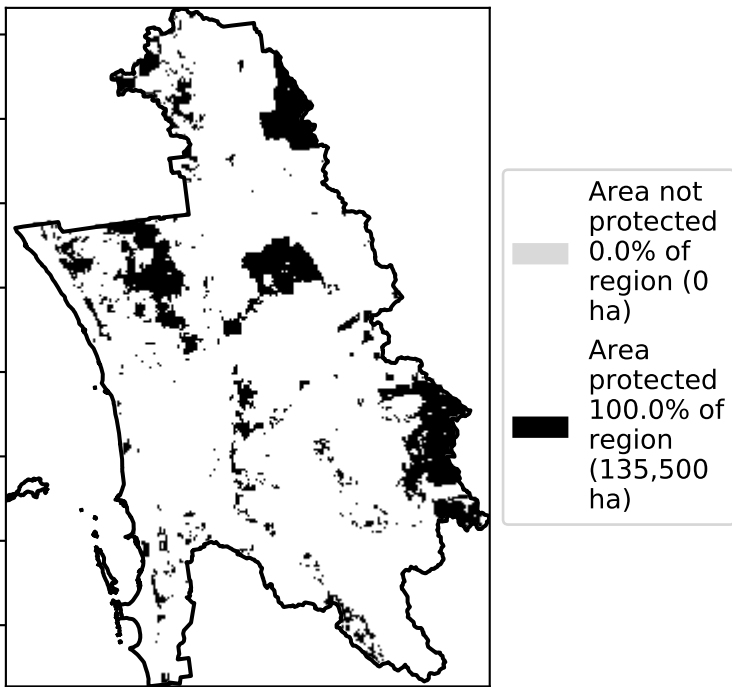 Area not
protected
0.0% of
region (0
ha)
Area
protected
100.0% of
region
(135,500
ha)